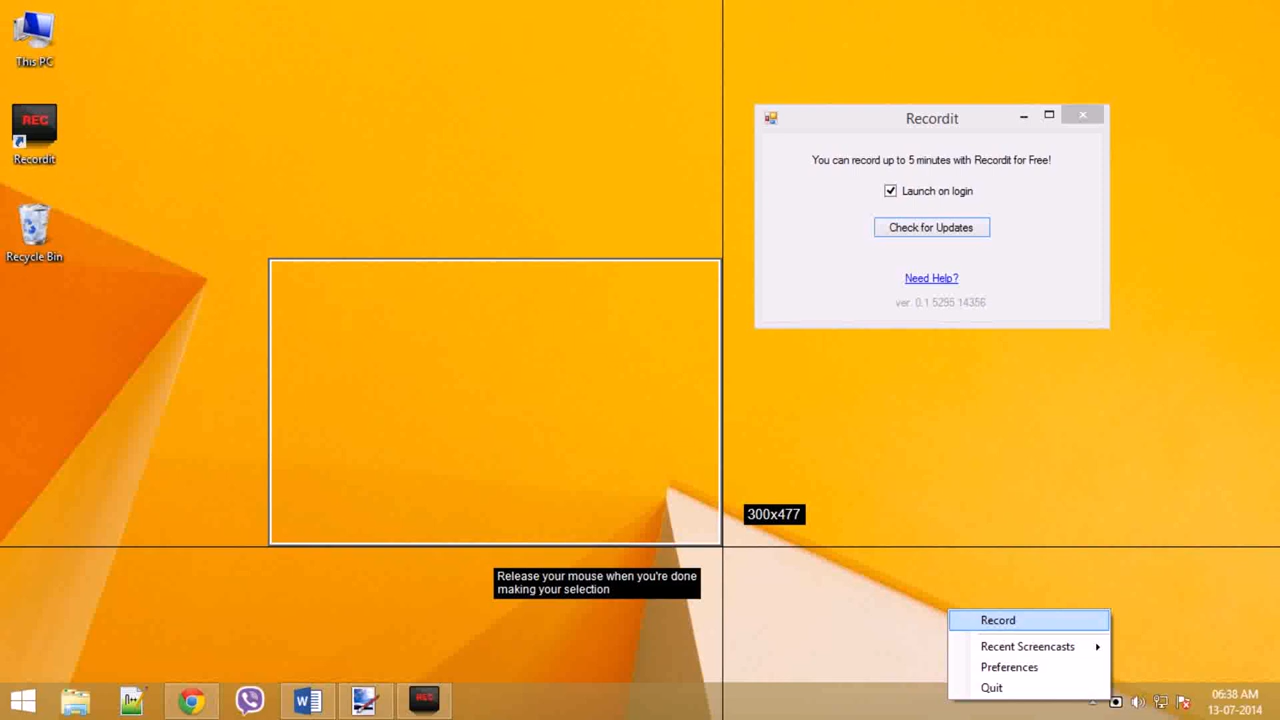 This PC
REC
Recordit
Recycle Bin
Recordit
You can record up to 5 minutes with Recordit for Free!
Launch on login
Check for Updates
Need Help?
ver. 0.1 5295 14356
300x477
Release your mouse when you're done
making your selection
Record
Recent Screencasts
Preferences
Quit
REC
06:38 AM
13-07-2014